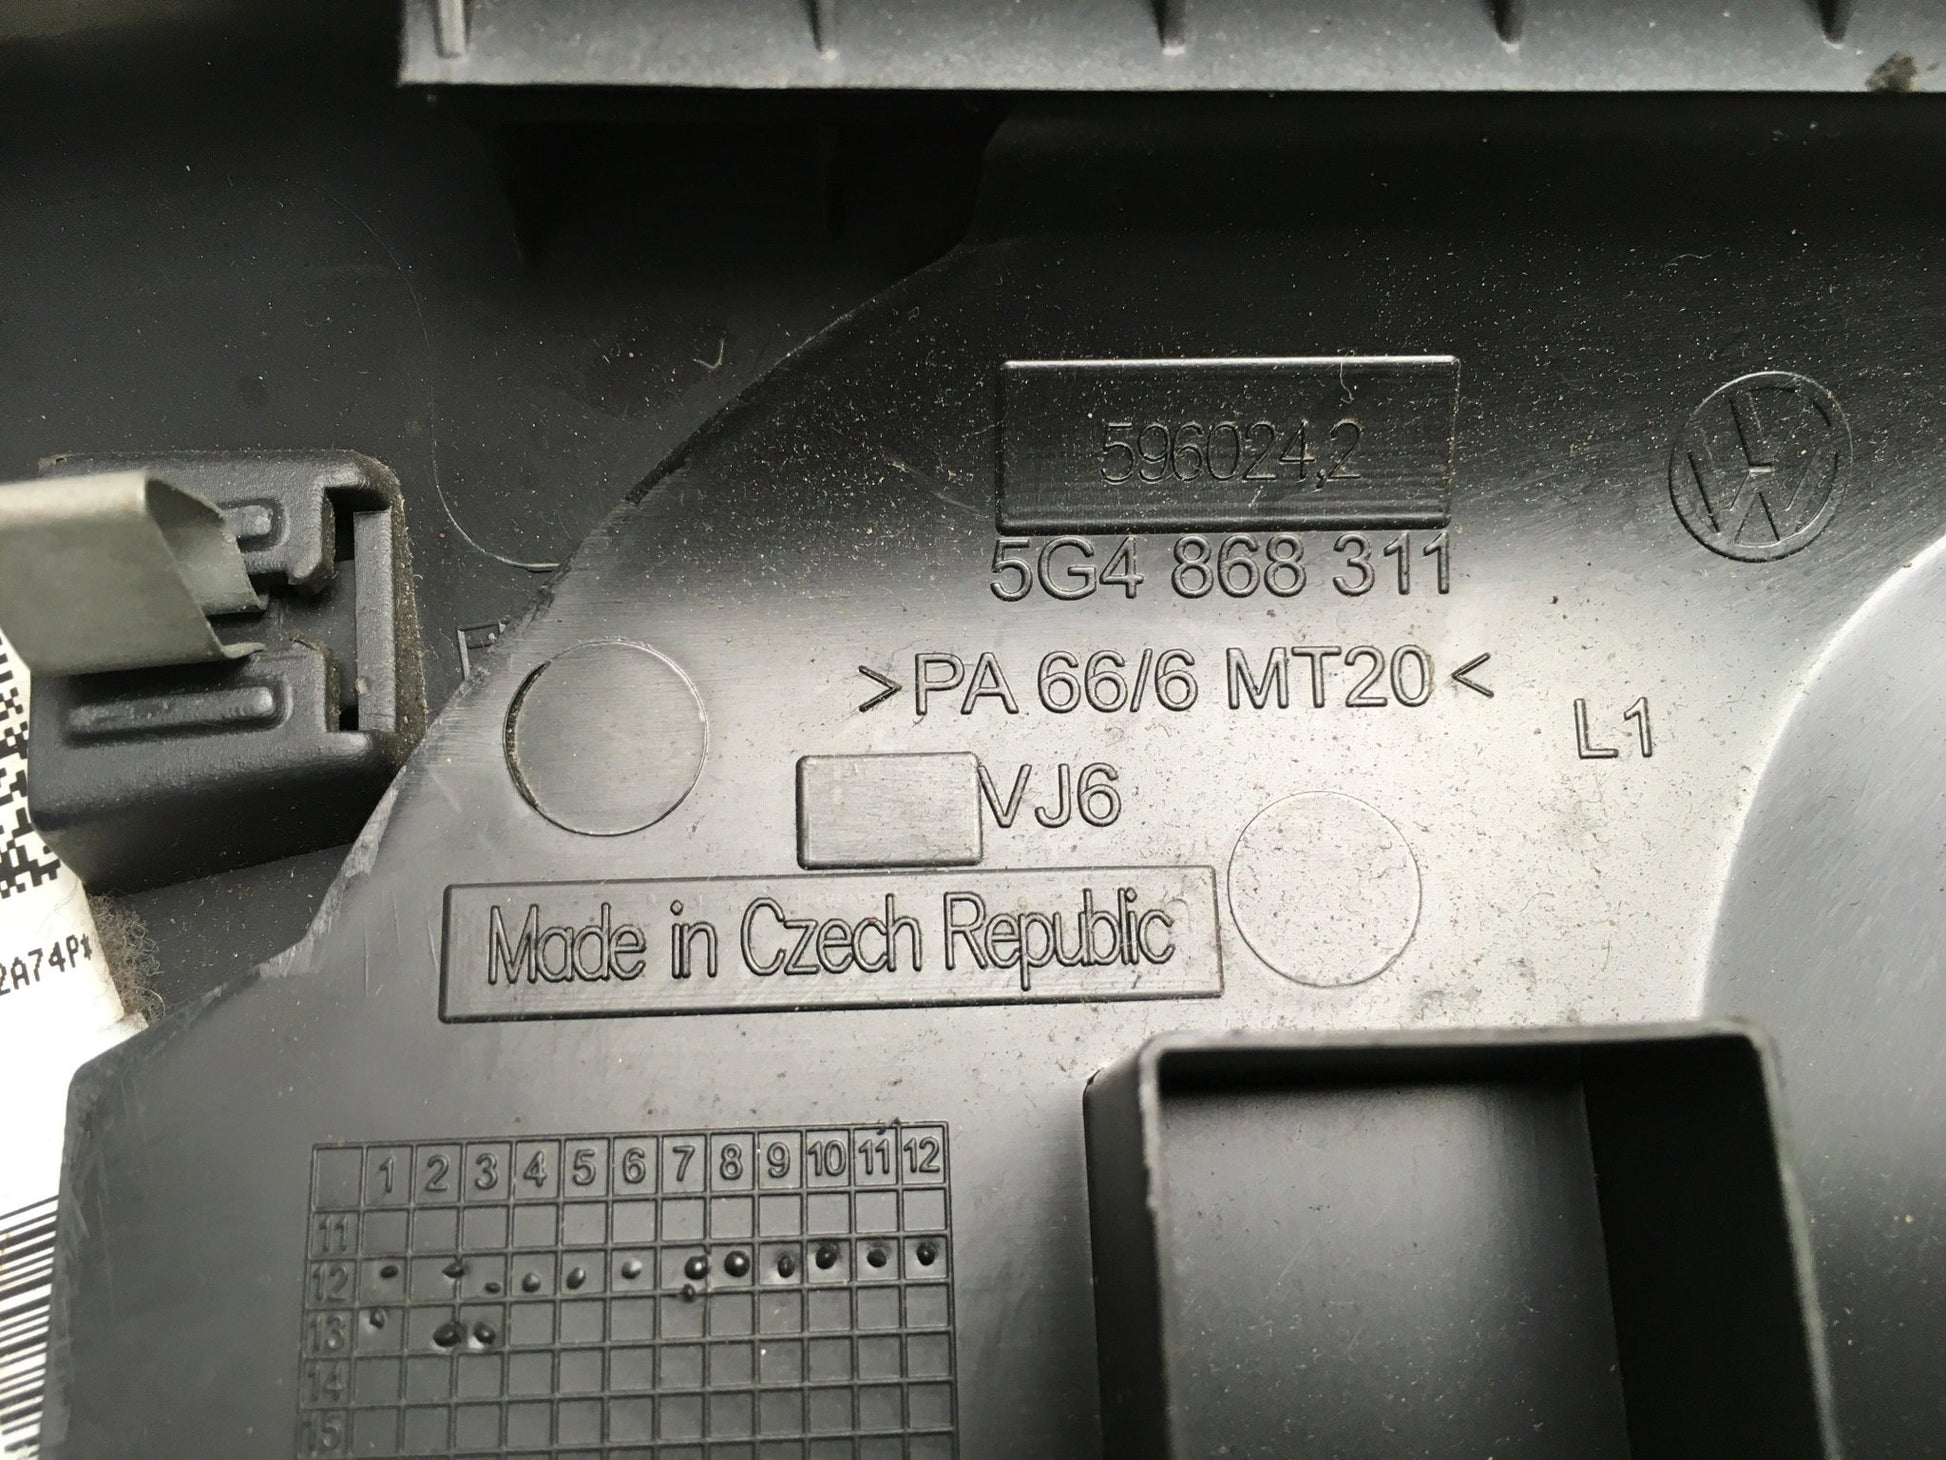 596024,2
5G4 868 311
>PA 66/6 MT20<
L1
VJ6
Made in Czech Republic
2A74P*
1 2 3 4 5 6 7 8 9 10 11 12
11
12
13
14
15